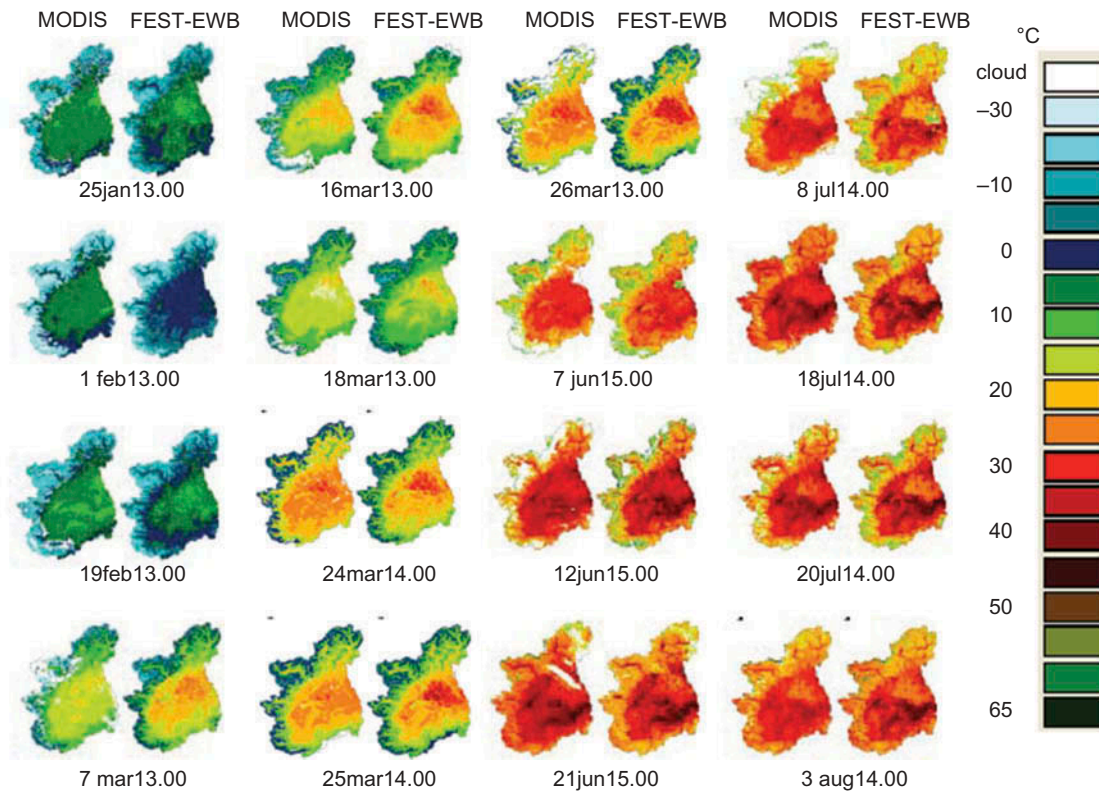 MODIS FEST-EWB MODIS FEST-EWB MODIS FEST-EWB MODIS FEST-EWB
°C
cloud
–30
–10
0
10
20
30
40
50
65
25jan13.00 16mar13.00 26mar13.00 8 jul14.00
1 feb13.00 18mar13.00 7 jun15.00 18jul14.00
19feb13.00 24mar14.00 12jun15.00 20jul14.00
7 mar13.00 25mar14.00 21jun15.00 3 aug14.00